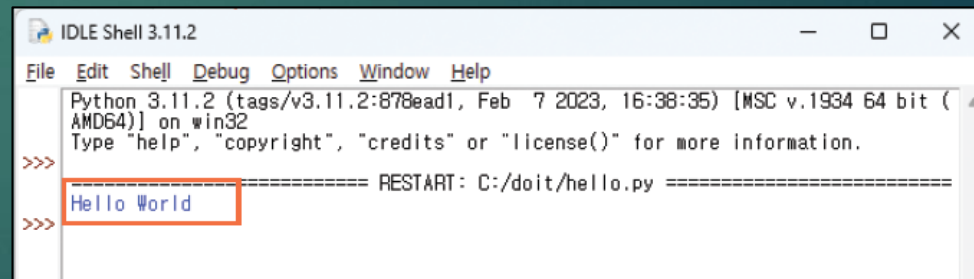 IDLE Shell 3.11.2
File Edit Shell Debug Options Window Help
Python 3.11.2 (tags/v3.11.2:878ead1, Feb  7 2023, 16:38:35) [MSC v.1934 64 bit (
AMD64)] on win32
Type "help", "copyright", "credits" or "license()" for more information.
>>>
=========================== RESTART: C:/doit/hello.py ==========================
Hello World
>>>